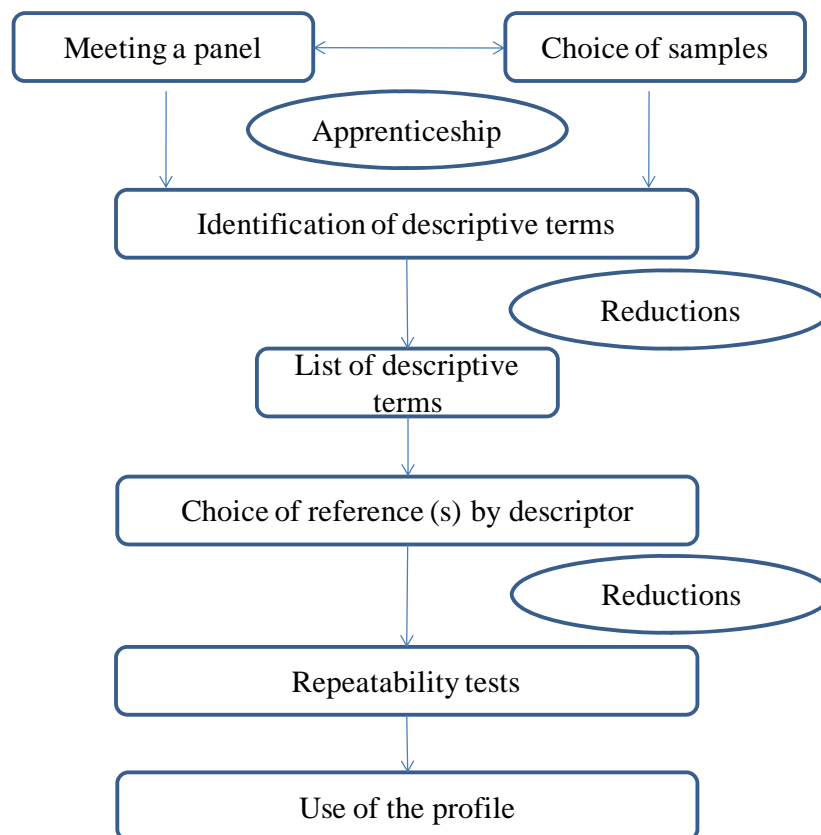 Meeting a panel
Choice of samples
Apprenticeship
Identification of descriptive terms
Reductions
List of descriptive
terms
Choice of reference (s) by descriptor
Reductions
Repeatability tests
Use of the profile